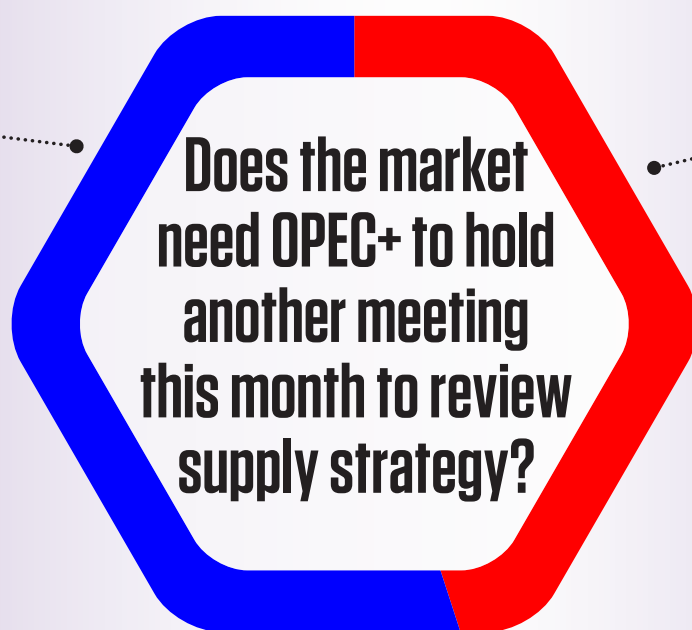 Does the market
need OPEC+ to hold
another meeting
this month to review
supply strategy?